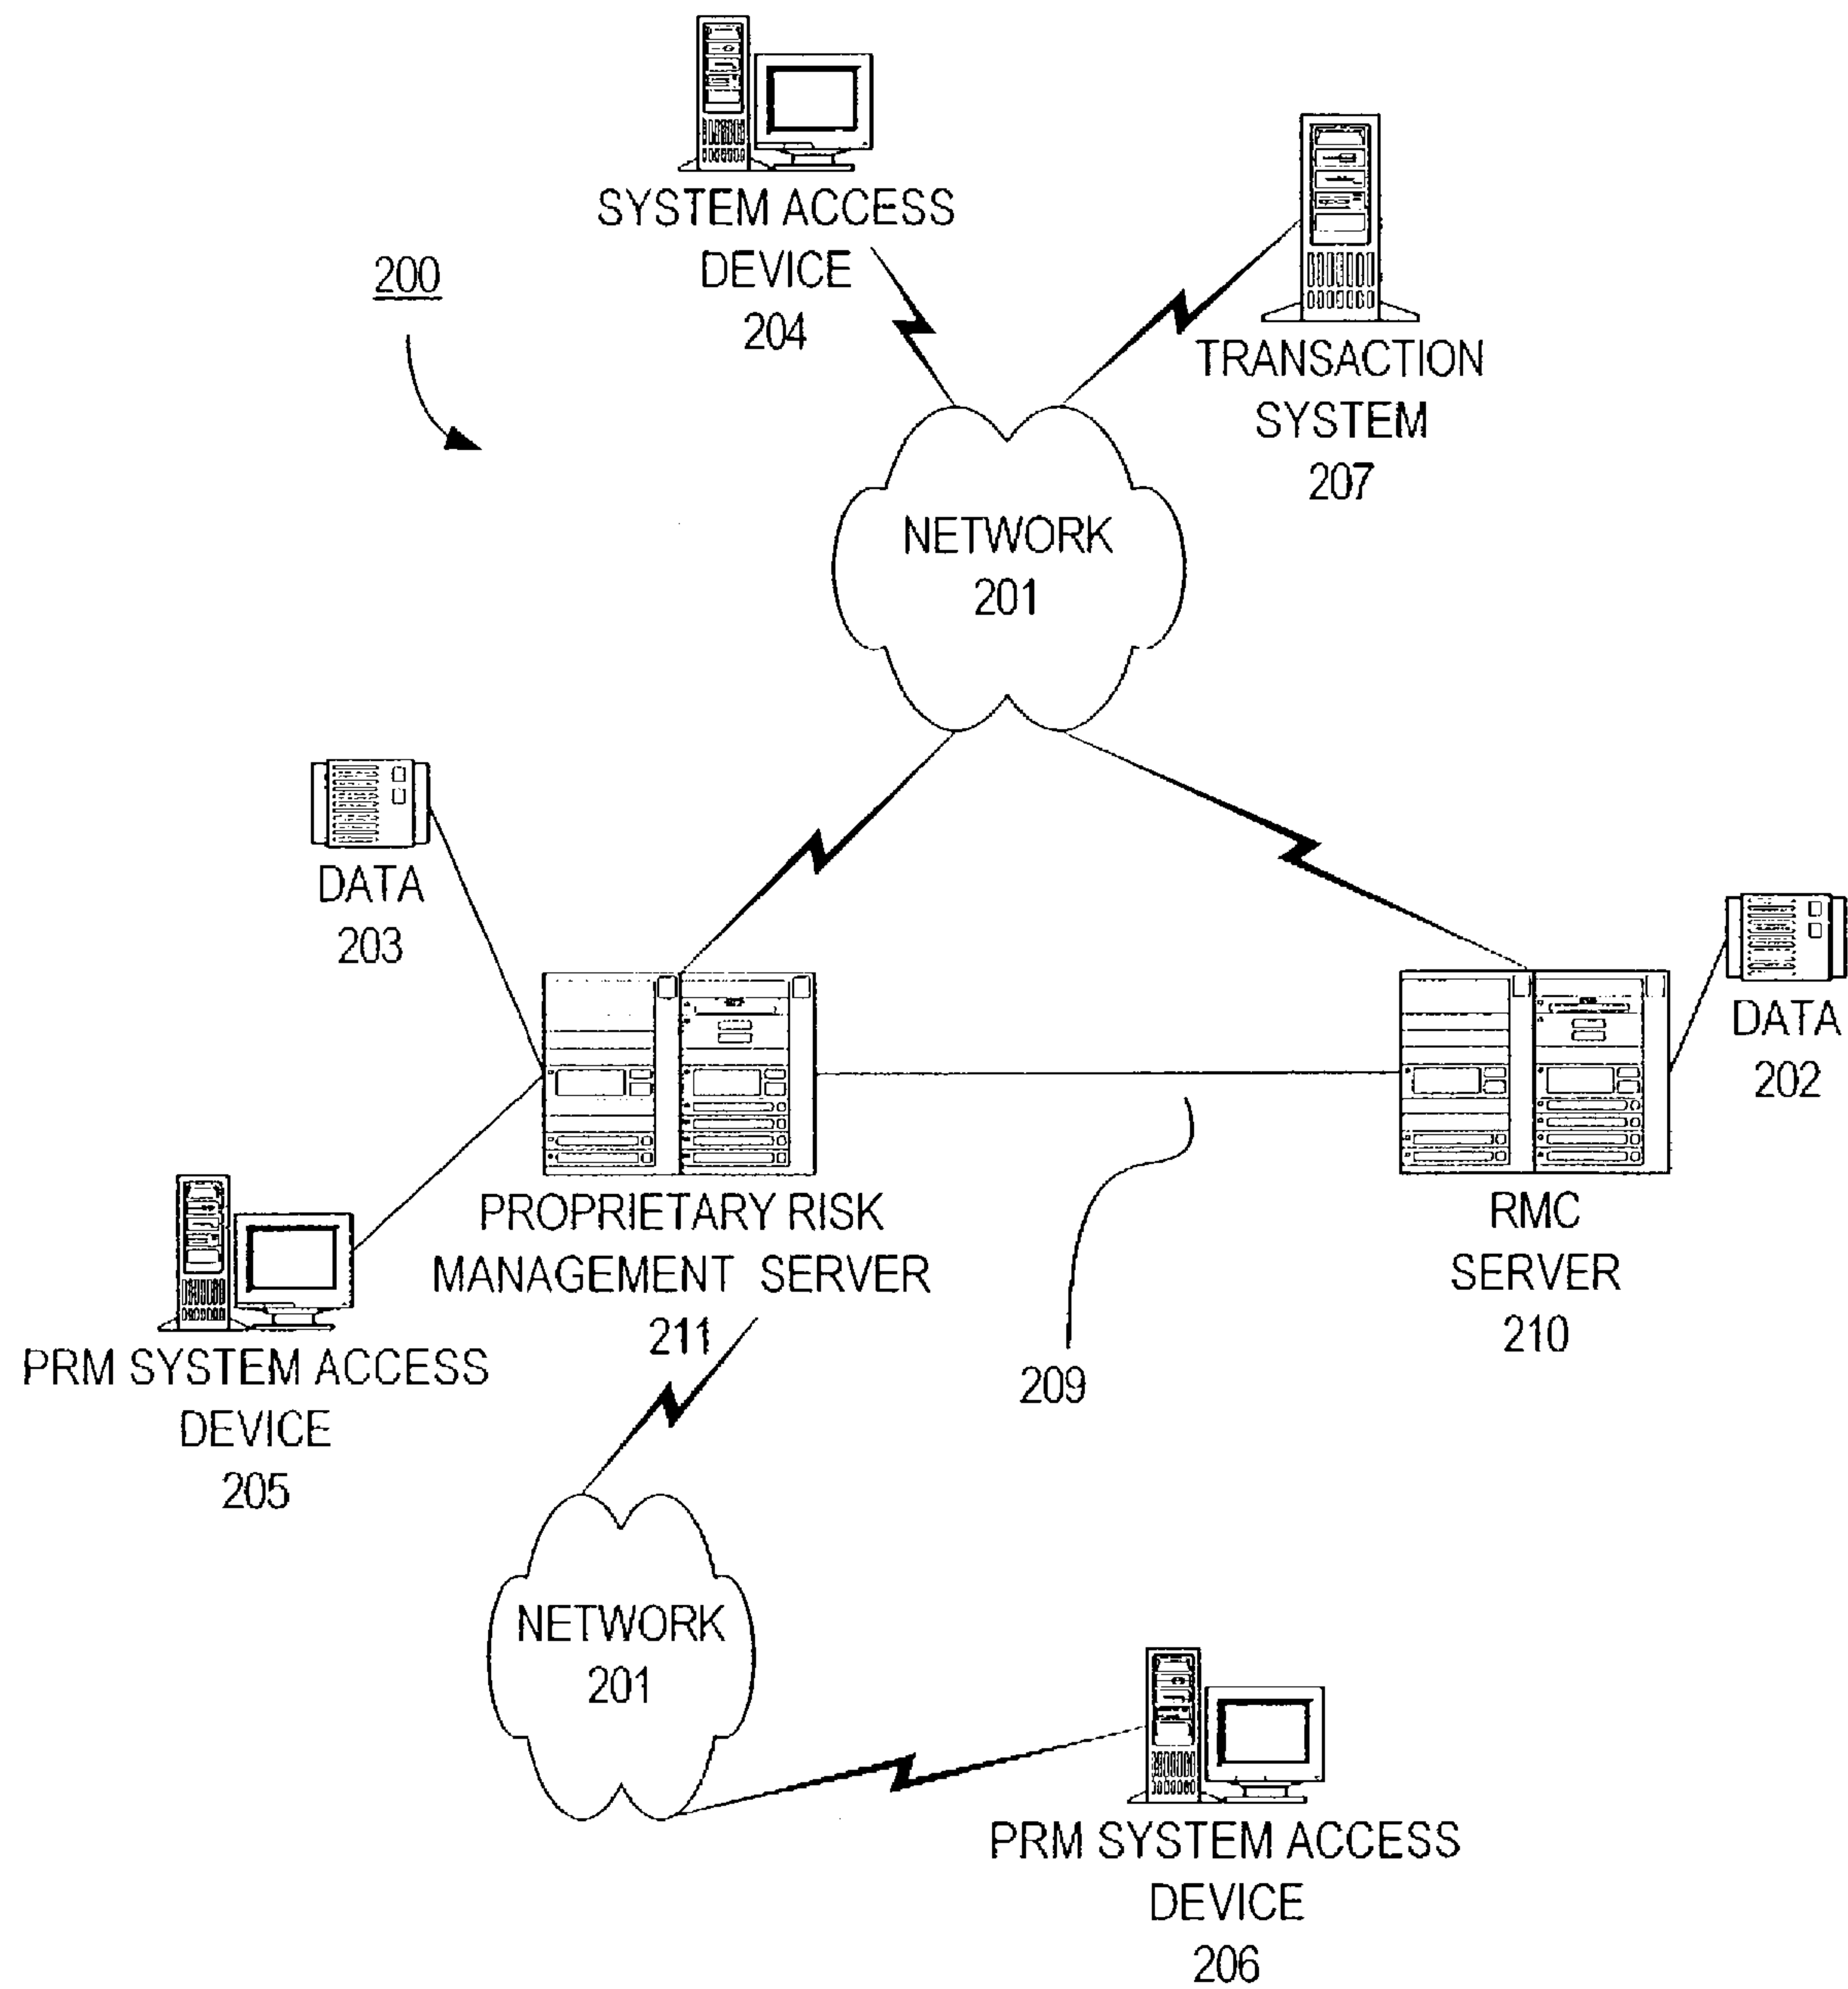 SYSTEM ACCESS
DEVICE
204
200
TRANSACTION
SYSTEM
207
NETWORK
201
DATA
203
DATA
202
PROPRIETARY RISK
MANAGEMENT SERVER
211
RMC
SERVER
210
209
PRM SYSTEM ACCESS
DEVICE
205
NETWORK
201
PRM SYSTEM ACCESS
DEVICE
206